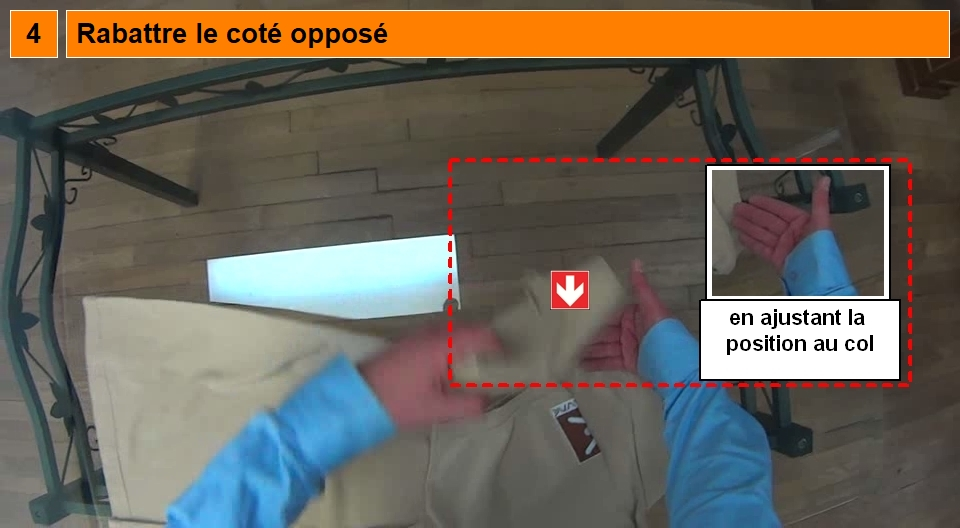 4
Rabattre le coté opposé
en ajustant la
position au col